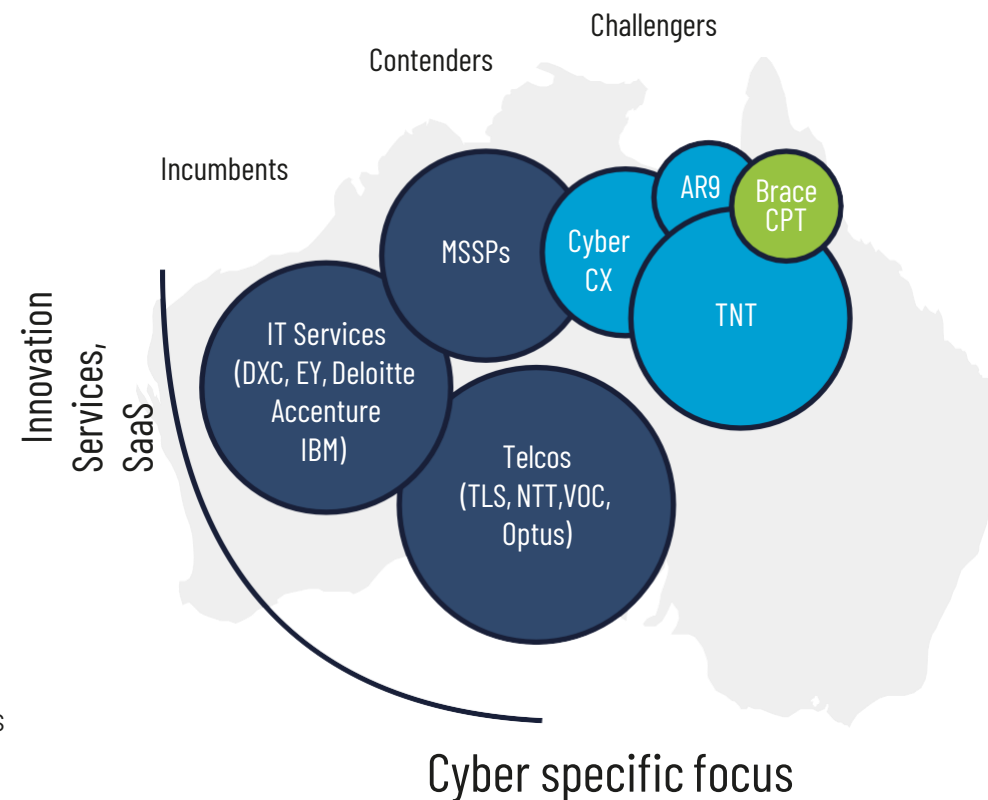 Challengers
Contenders
Incumbents
AR9
Brace
CPT
MSSPs
Cyber
CX
TNT
IT Services
(DXC, EY, Deloitte
Accenture
IBM)
Telcos
(TLS, NTT,VOC,
Optus)
Innovation
Services,
SaaS
s
Cyber specific focus